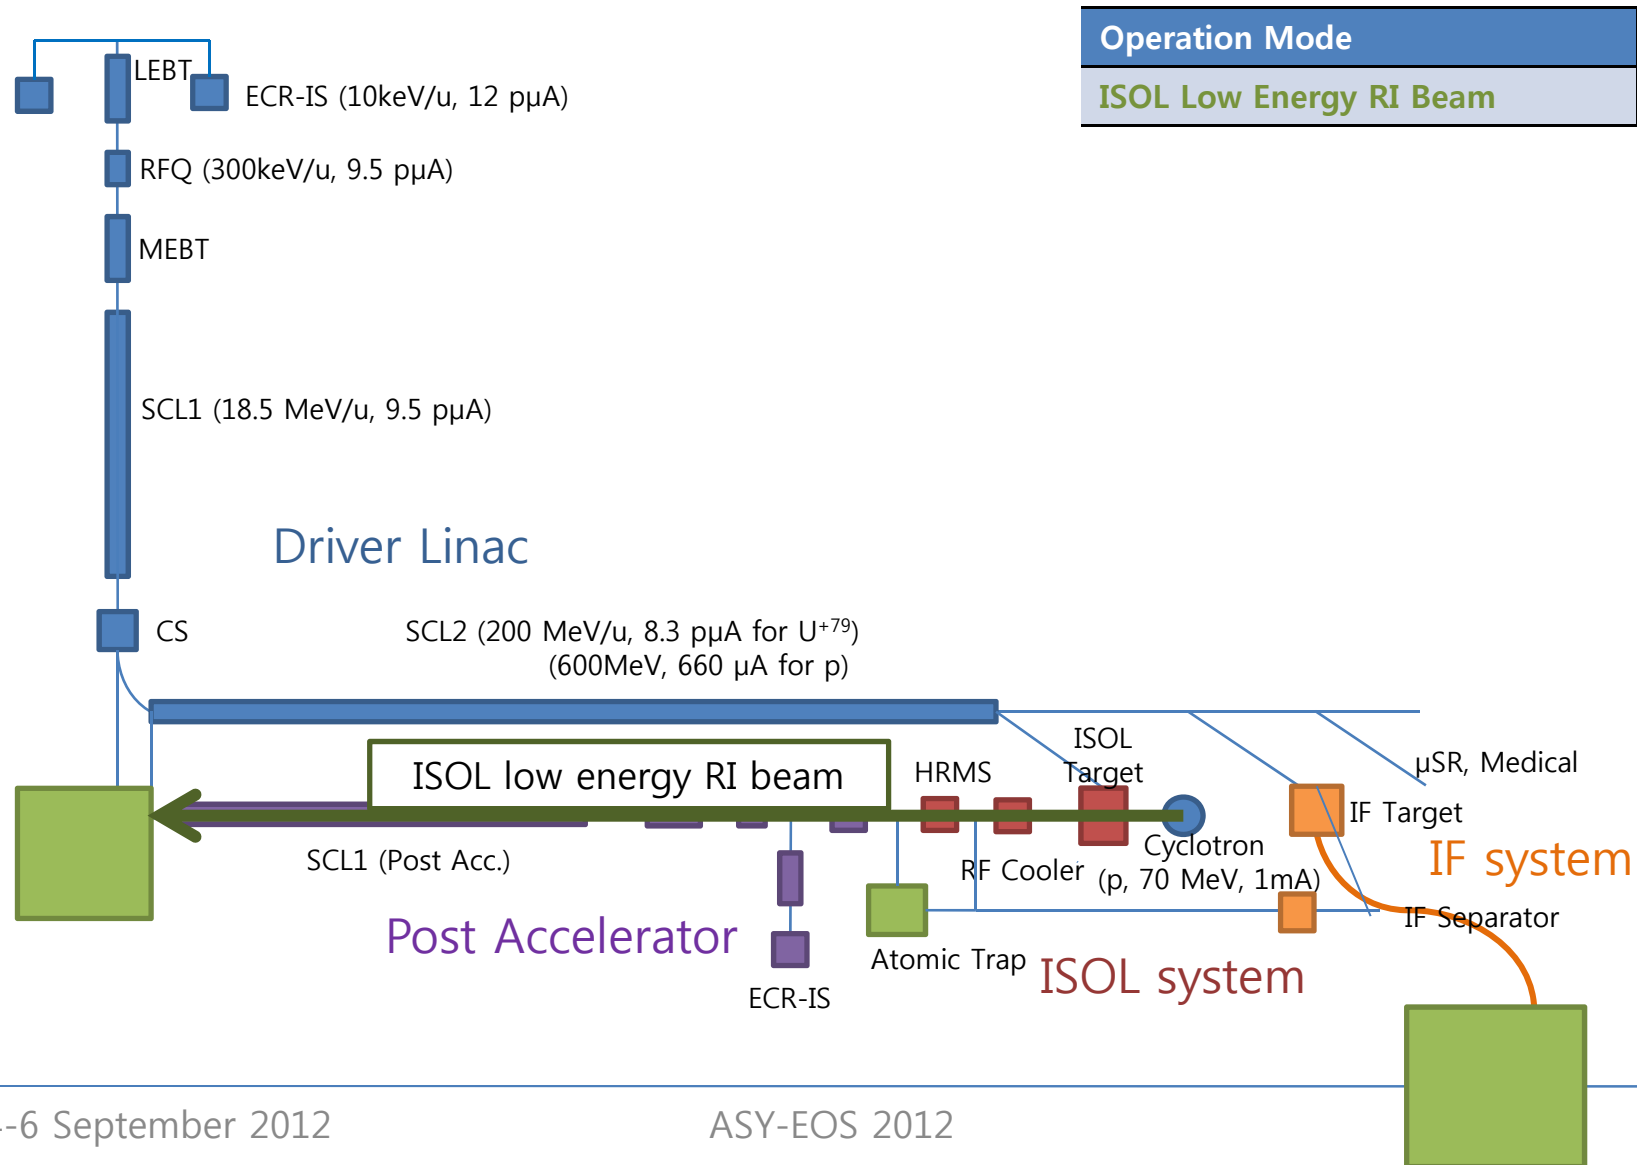 Operation Mode
ISOL Low Energy RI Beam
LEBT
ECR-IS (10keV/u, 12 pμA)
RFQ (300keV/u, 9.5 pμA)
MEBT
SCL1 (18.5 MeV/u, 9.5 pμA)
Driver Linac
CS
SCL2 (200 MeV/u, 8.3 pμA for U+79)
(600MeV, 660 μA for p)
ISOL
Target
HRMS
ISOL low energy RI beam
μSR, Medical
IF Target
Cyclotron
(p, 70 MeV, 1mA)
RF Cooler
SCL1 (Post Acc.)
IF system
IF Separator
Post Accelerator
Atomic Trap
ISOL system
ECR-IS
-6 September 2012
ASY-EOS 2012